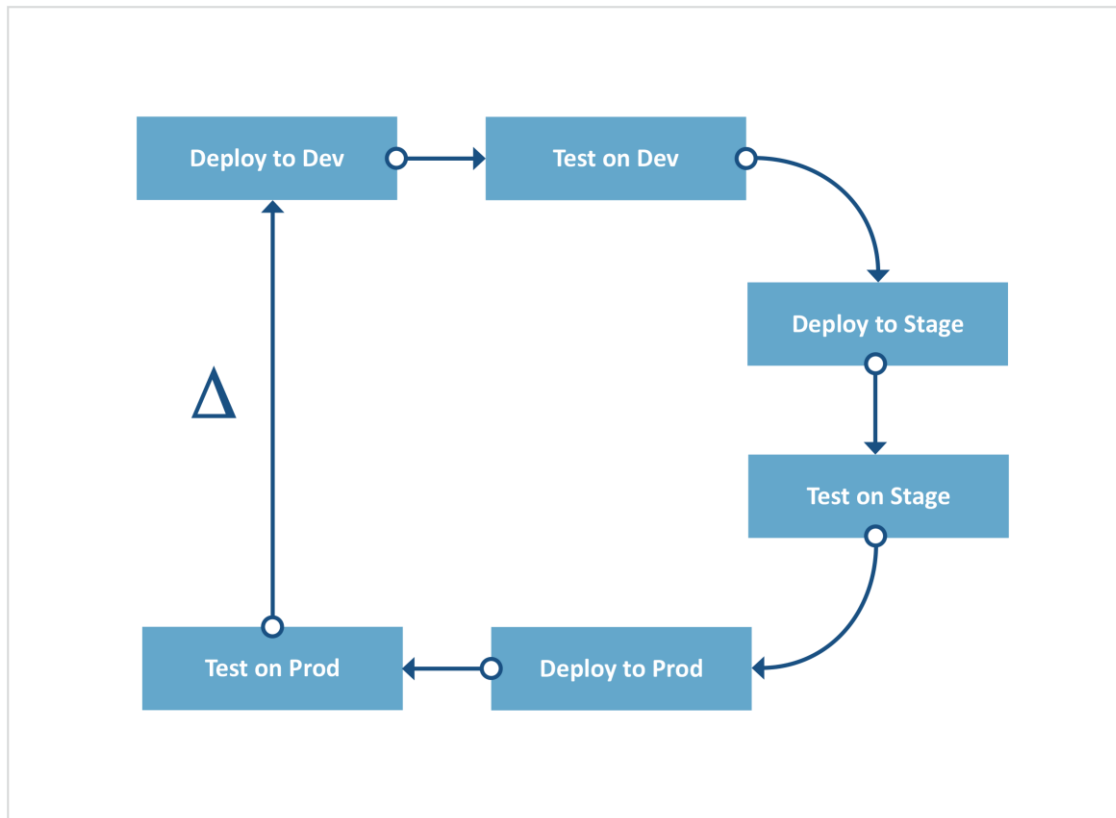 Deploy to Dev
Test on Dev
Deploy to Stage
Δ
Test on Stage
Test on Prod
Deploy to Prod